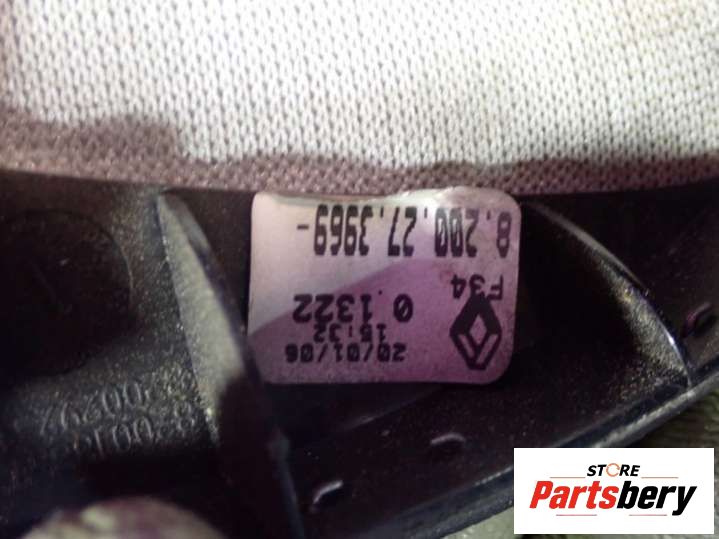 8.200.27.3969-
F34
0.1322
15:32
20/01/06
STORE
Partsbery